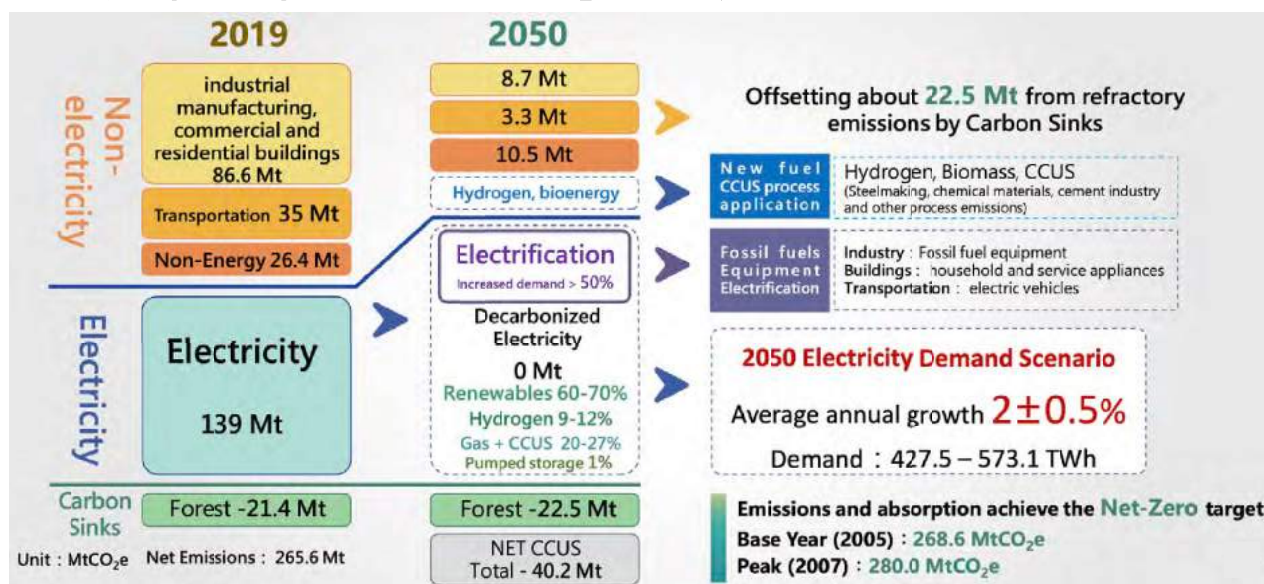 2019
2050
Non-
electricity
industrial
manufacturing,
commercial and
residential buildings
86.6 Mt
Transportation 35 Mt
Non-Energy 26.4 Mt
8.7 Mt
3.3 Mt
10.5 Mt
Hydrogen, bioenergy
Offsetting about 22.5 Mt from refractory
emissions by Carbon Sinks
New fuel
CCUS process
application
Hydrogen, Biomass, CCUS
(Steelmaking, chemical materials, cement industry
and other process emissions)
Electricity
Electricity
139 Mt
Electrification
Increased demand > 50%
Decarbonized
Electricity
0 Mt
Renewables 60-70%
Hydrogen 9-12%
Gas + CCUS 20-27%
Pumped storage 1%
Fossil fuels
Equipment
Electrification
Industry : Fossil fuel equipment
Buildings : household and service appliances
Transportation : electric vehicles
2050 Electricity Demand Scenario
Average annual growth 2±0.5%
Demand : 427.5 – 573.1 TWh
Carbon
Sinks
Forest -21.4 Mt
Forest -22.5 Mt
Unit : MtCO₂e
Net Emissions : 265.6 Mt
NET CCUS
Total - 40.2 Mt
Emissions and absorption achieve the Net-Zero target
Base Year (2005) : 268.6 MtCO₂e
Peak (2007) : 280.0 MtCO₂e